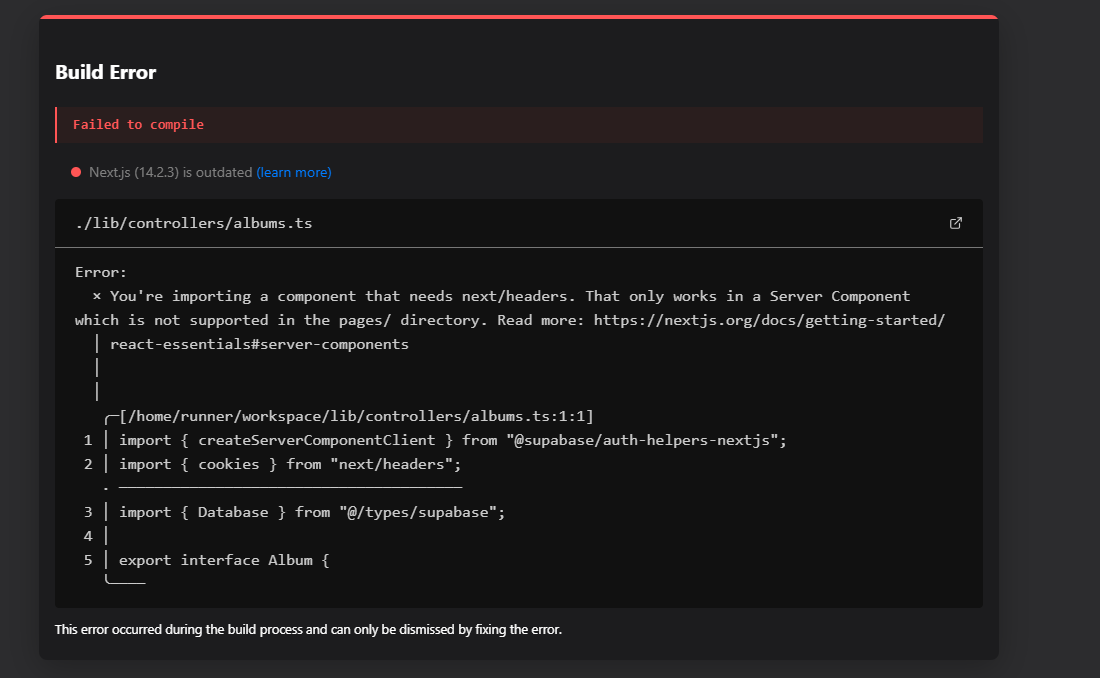 Build Error
Failed to compile
Next.js (14.2.3) is outdated (learn more)
./lib/controllers/albums.ts
Error:
× You're importing a component that needs next/headers. That only works in a Server Component
which is not supported in the pages/ directory. Read more: https://nextjs.org/docs/getting-started/
│ react-essentials#server-components
│
│
╭─[/home/runner/workspace/lib/controllers/albums.ts:1:1]
1 │ import { createServerComponentClient } from "@supabase/auth-helpers-nextjs";
2 │ import { cookies } from "next/headers";
· ───────────────────────────────────────
3 │ import { Database } from "@/types/supabase";
4 │
5 │ export interface Album {
╰────
This error occurred during the build process and can only be dismissed by fixing the error.